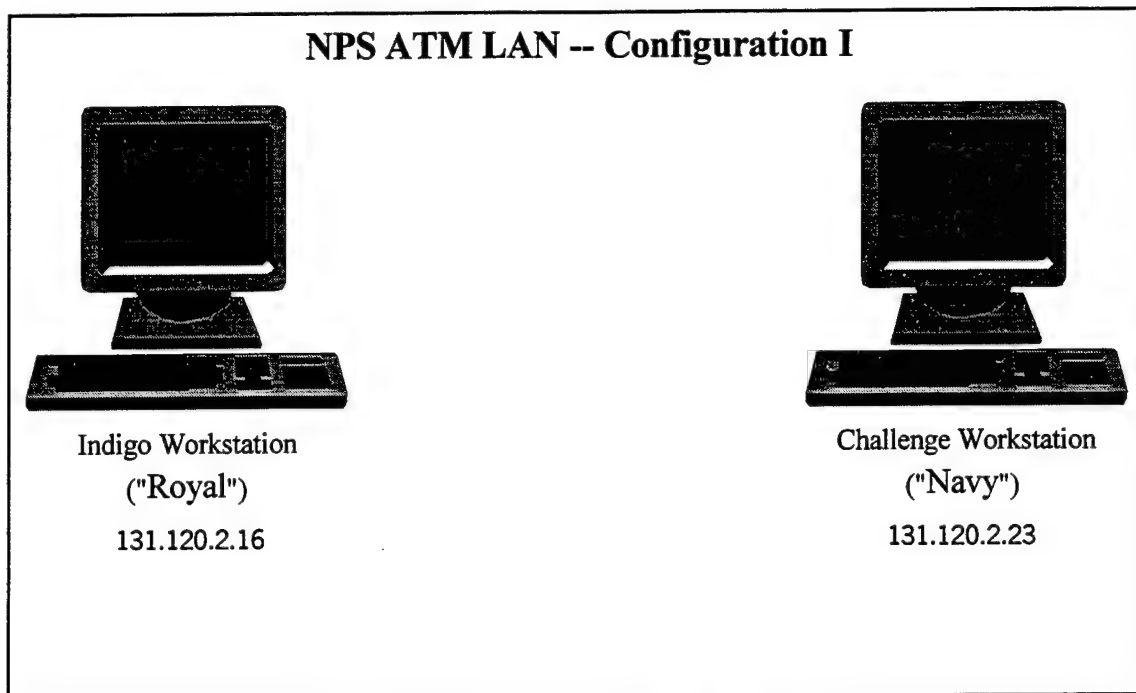 NPS ATM LAN -- Configuration I
Indigo Workstation
("Royal")
131.120.2.16
Challenge Workstation
("Navy")
131.120.2.23